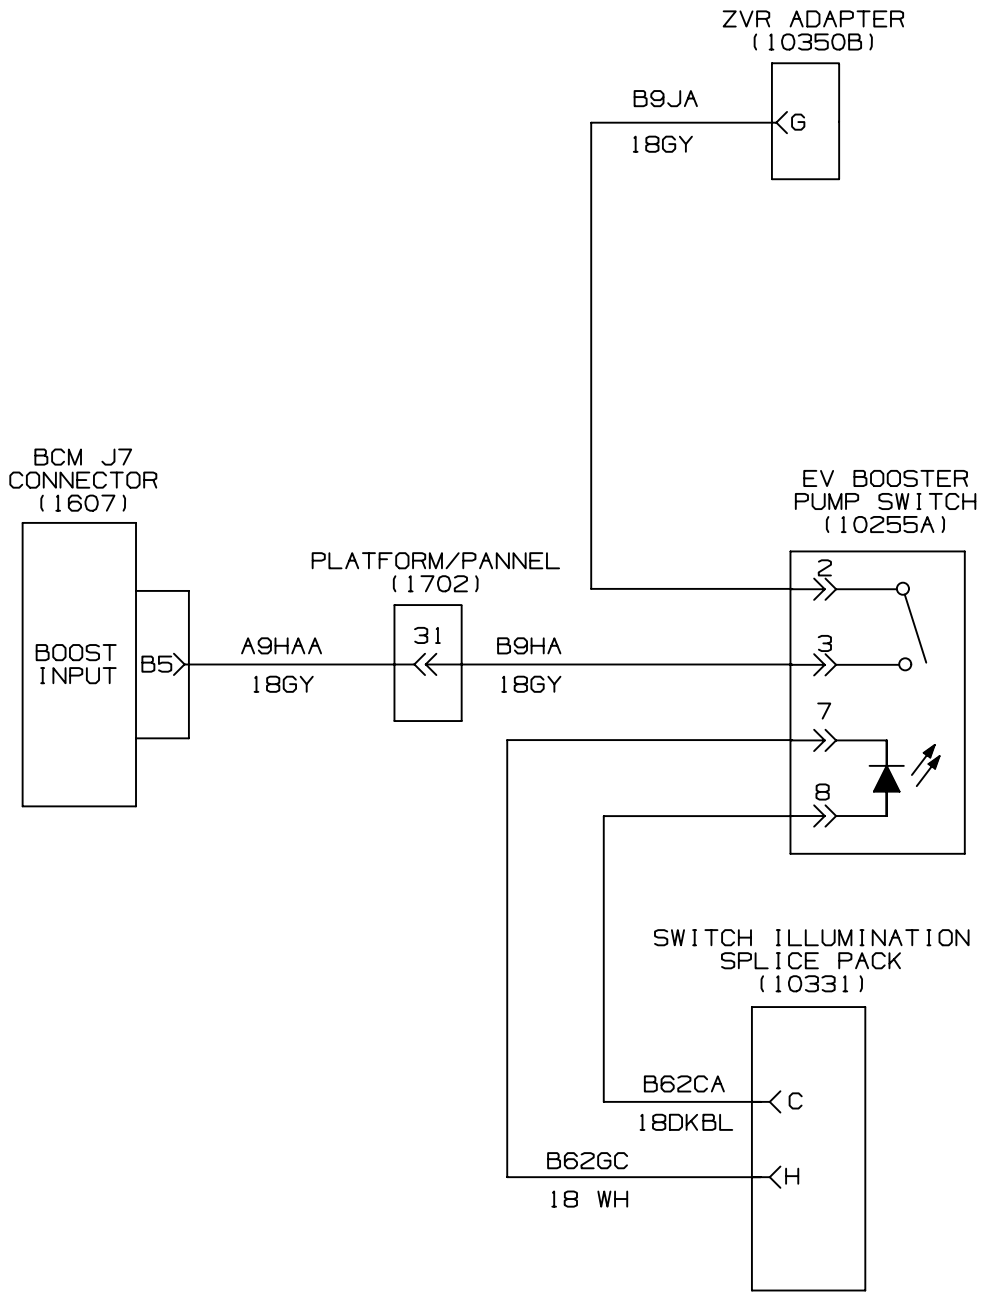 ZVR ADAPTER
(10350B)
B9JA
G
18GY
BCM J7
CONNECTOR
(1607)
EV BOOSTER
PUMP SWITCH
(10255A)
PLATFORM/PANNEL
(1702)
2
31
3
BOOST
INPUT
B5
A9HAA
18GY
B9HA
18GY
7
8
SWITCH ILLUMINATION
SPLICE PACK
(10331)
B62CA
C
18DKBL
B62GC
H
18 WH